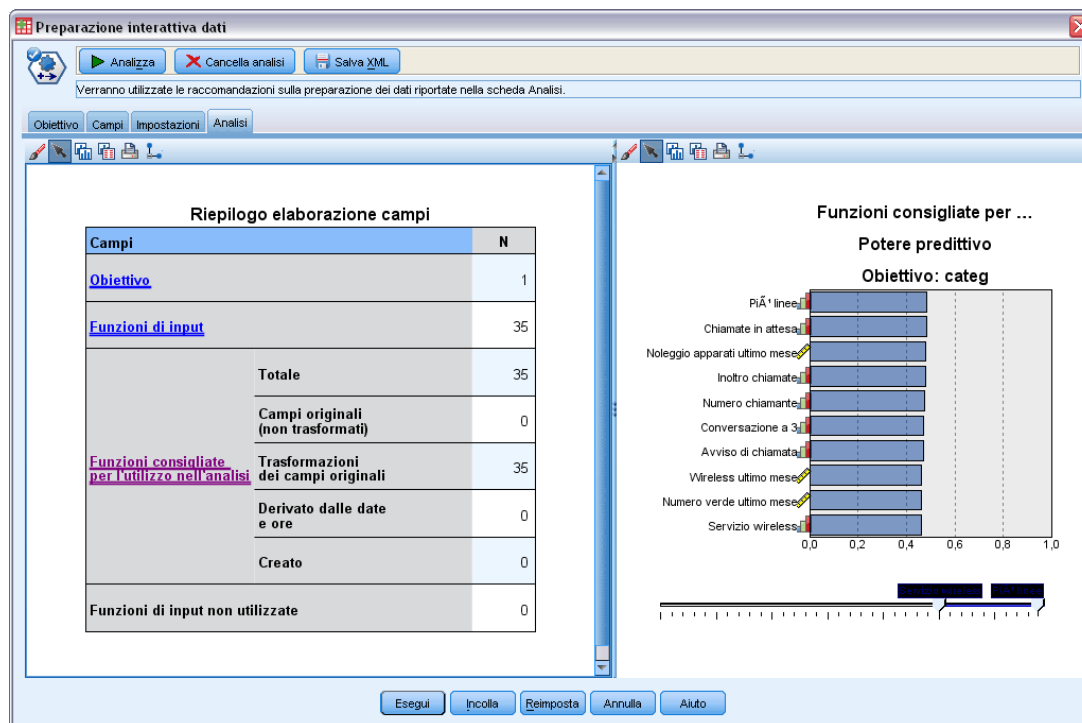 Preparazione interattiva dati
Analizza
Cancella analisi
Salva XML
Verranno utilizzate le raccomandazioni sulla preparazione dei dati riportate nella scheda Analisi.
Obiettivo
Campi
Impostazioni
Analisi
Riepilogo elaborazione campi
Campi N
Obiettivo 1
Funzioni di input 35
Funzioni consigliate
per l'utilizzo nell'analisi
Totale 35
Campi originali
(non trasformati) 0
Trasformazioni
dei campi originali 35
Derivato dalle date
e ore 0
Creato 0
Funzioni di input non utilizzate 0
Funzioni consigliate per ...
Potere predittivo
Obiettivo: categ
PiÃ¹ linee
Chiamate in attesa
Noleggio apparati ultimo mese
Inoltro chiamate
Numero chiamante
Conversazione a 3
Avviso di chiamata
Wireless ultimo mese
Numero verde ultimo mese
Servizio wireless
0,0 0,2 0,4 0,6 0,8 1,0
Esegui
Incolla
Reimposta
Annulla
Aiuto